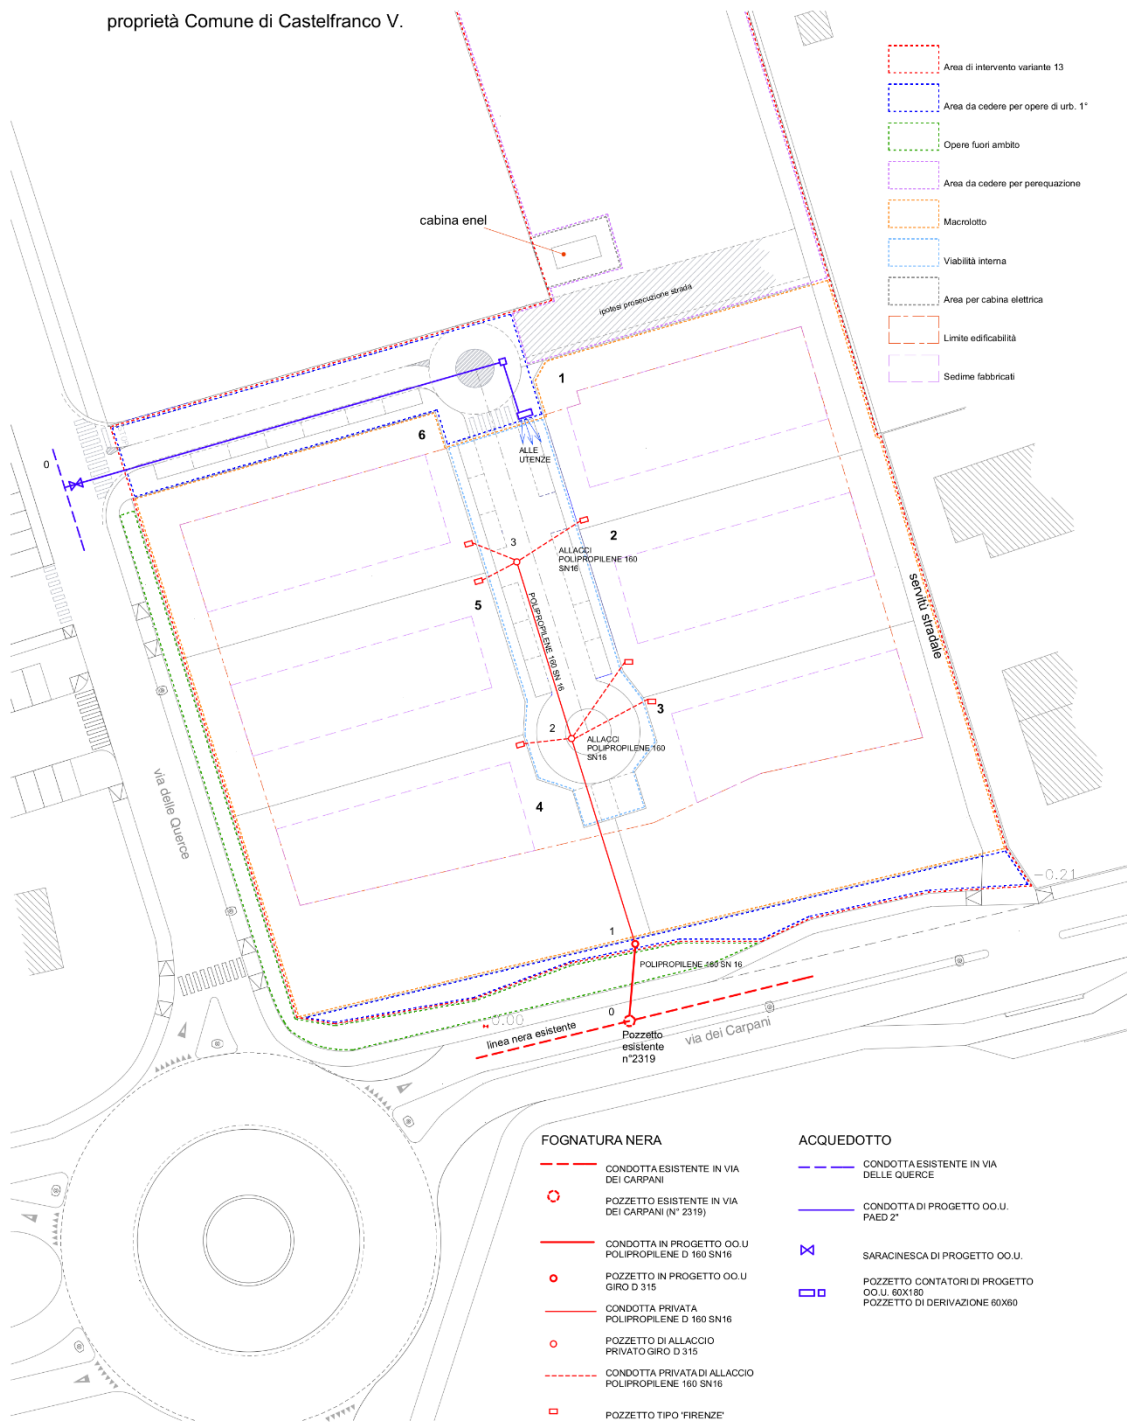 proprietà Comune di Castelfranco V.
Area di intervento variante 13
Area da cedere per opere di urb. 1°
Opere fuori ambito
Area da cedere per perequazione
Macrolotto
Viabilità interna
Area per cabina elettrica
Limite edificabilità
Sedime fabbricati
cabina enel
ipotesi prosecuzione strada
1
6
0
ALLE
UTENZE
2
3
ALLACCI
POLIPROPILENE 160
SN16
5
POLIPROPILENE 160 SN 16
servitù stradale
3
2
ALLACCI
POLIPROPILENE 160
SN16
4
via delle Querce
-0.21
1
POLIPROPILENE 160 SN 16
0
0.00
linea nera esistente
Pozzetto
esistente
n°2319
via dei Carpani
FOGNATURA NERA
CONDOTTA ESISTENTE IN VIA
DEI CARPANI
POZZETTO ESISTENTE IN VIA
DEI CARPANI (N° 2319)
CONDOTTA IN PROGETTO OO.U
POLIPROPILENE D 160 SN16
POZZETTO IN PROGETTO OO.U
GIRO D 315
CONDOTTA PRIVATA
POLIPROPILENE D 160 SN16
POZZETTO DI ALLACCIO
PRIVATO GIRO D 315
CONDOTTA PRIVATA DI ALLACCIO
POLIPROPILENE 160 SN16
POZZETTO TIPO 'FIRENZE'
ACQUEDOTTO
CONDOTTA ESISTENTE IN VIA
DELLE QUERCE
CONDOTTA DI PROGETTO OO.U.
PAED 2"
SARACINESCA DI PROGETTO OO.U.
POZZETTO CONTATORI DI PROGETTO
OO.U. 60X180
POZZETTO DI DERIVAZIONE 60X60